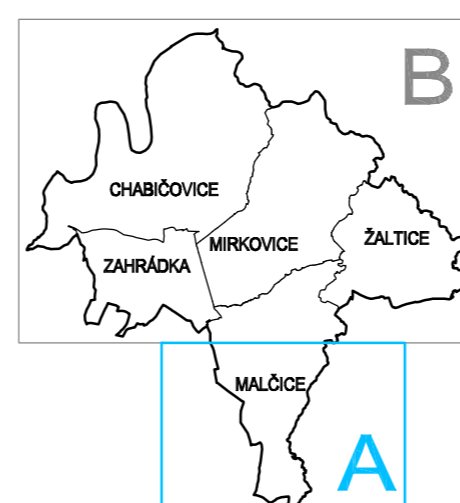 B
CHABIČOVICE
ZAHRÁDKA
MIRKOVICE
ŽALTICE
MALČICE
A